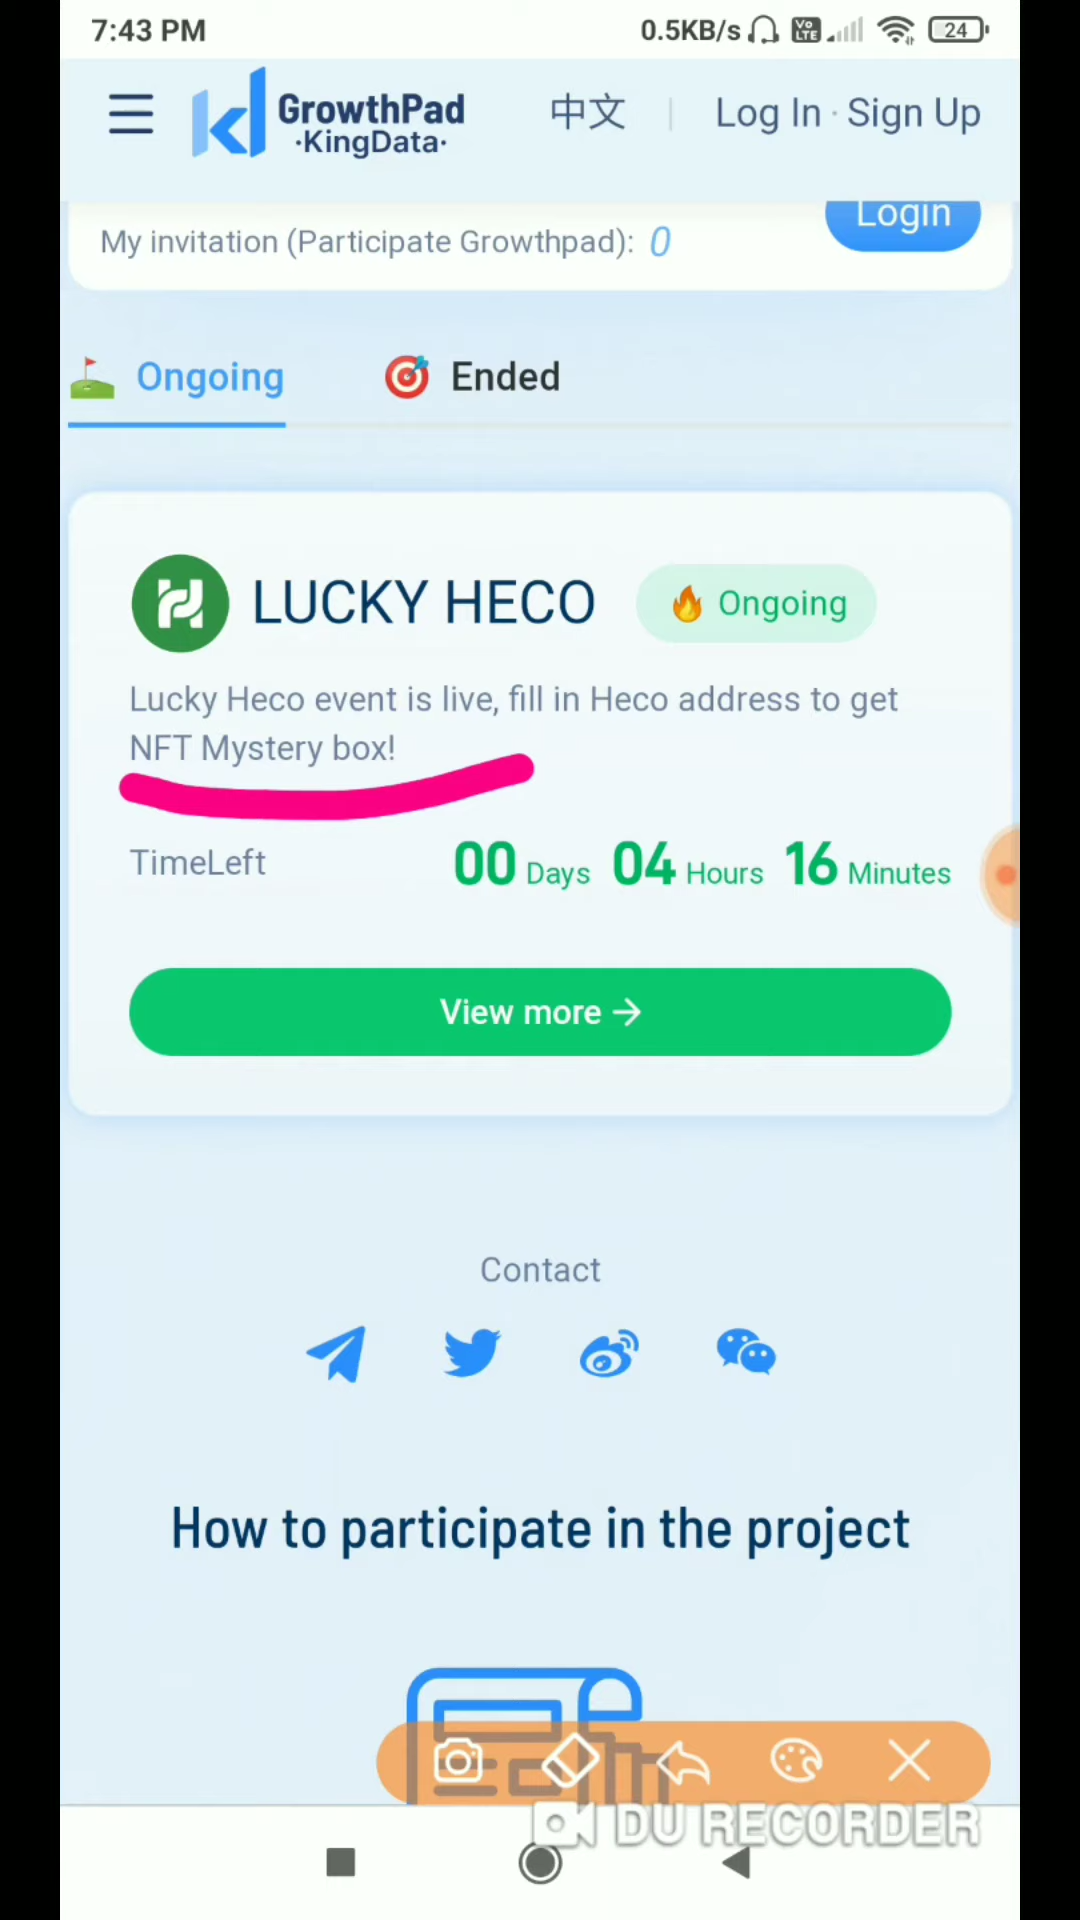 7:43 PM 0.5KB/s Vo LTE 24
GrowthPad
·KingData·
中文 | Log In · Sign Up
Login
My invitation (Participate Growthpad): 0
Ongoing Ended
LUCKY HECO Ongoing
Lucky Heco event is live, fill in Heco address to get
NFT Mystery box!
TimeLeft 00 Days 04 Hours 16 Minutes
View more →
Contact
How to participate in the project
DU RECORDER